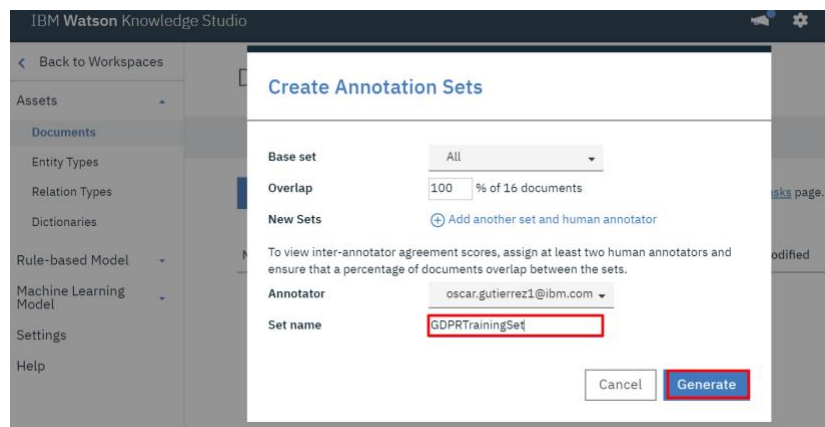 IBM Watson Knowledge Studio
Back to Workspaces
Assets
Documents
Entity Types
Relation Types
Dictionaries
Rule-based Model
Machine Learning
Model
Settings
Help
Create Annotation Sets
Base set All
Overlap 100 % of 16 documents
New Sets Add another set and human annotator
To view inter-annotator agreement scores, assign at least two human annotators and
ensure that a percentage of documents overlap between the sets.
Annotator oscar.gutierrez1@ibm.com
Set name GDPRTrainingSet
Cancel Generate
page.